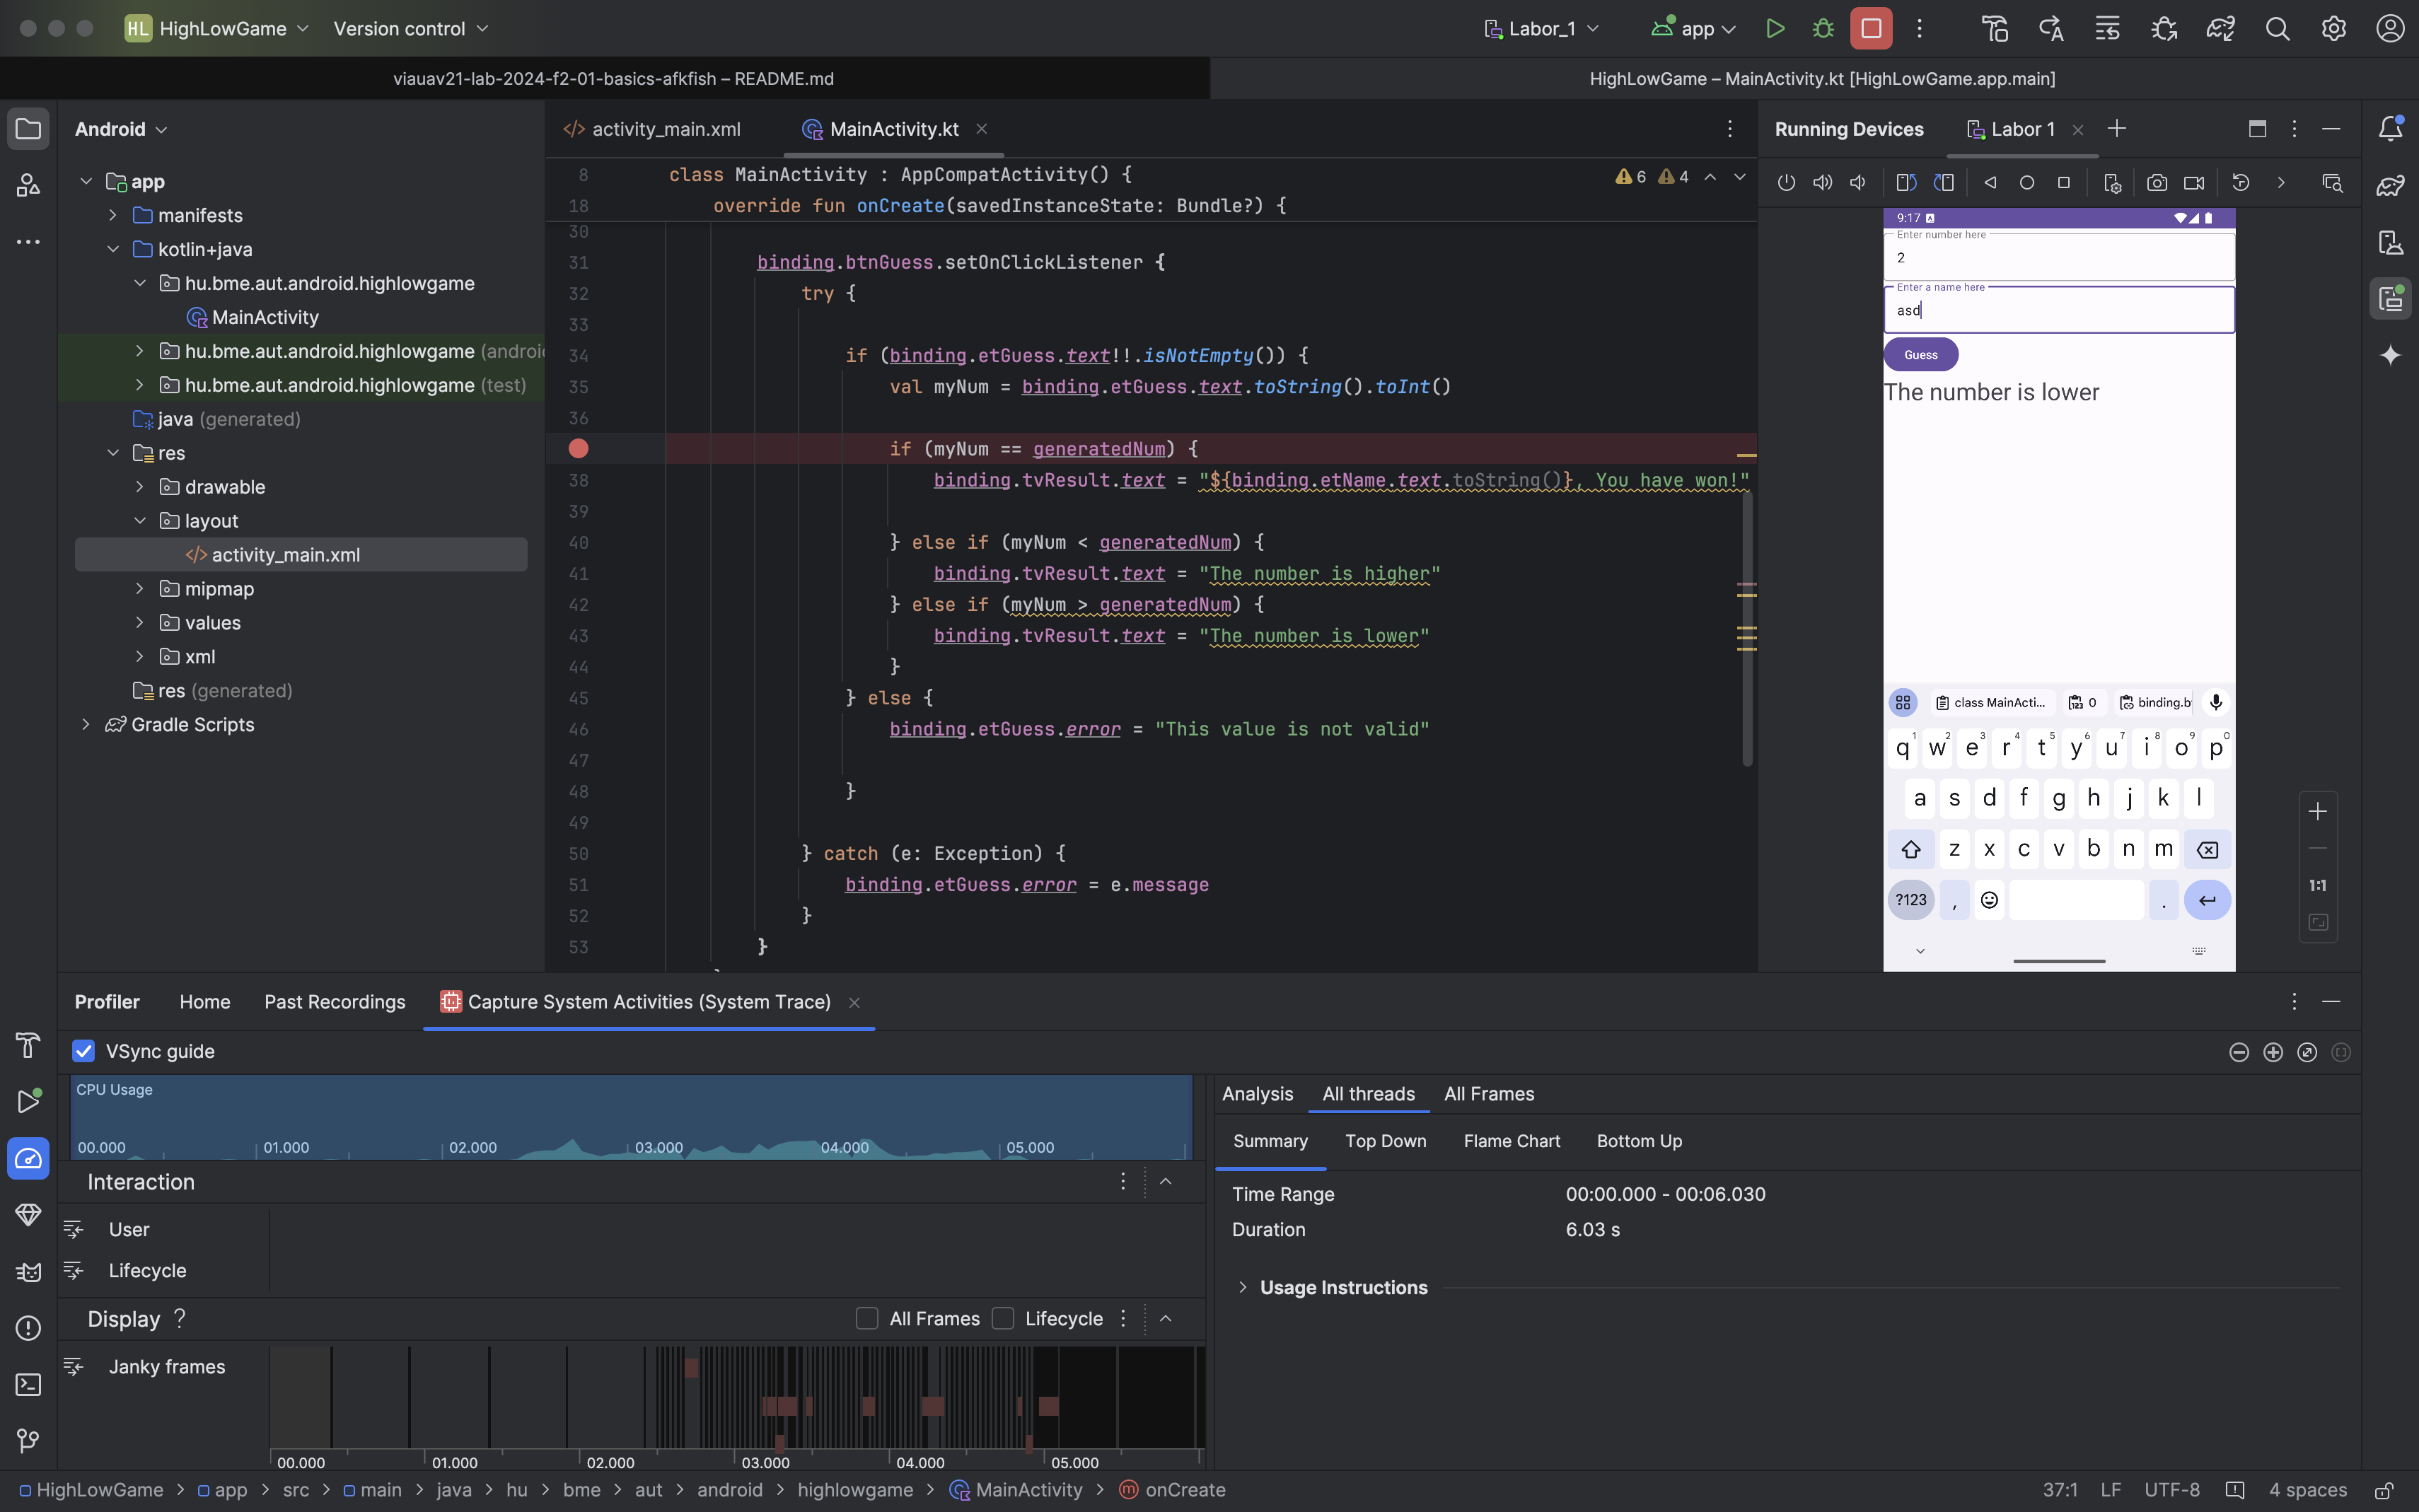 HL HighLowGame Version control Labor_1 app
viauav21-lab-2024-f2-01-basics-afkfish – README.md HighLowGame – MainActivity.kt [HighLowGame.app.main]
Android
app
manifests
kotlin+java
hu.bme.aut.android.highlowgame
MainActivity
hu.bme.aut.android.highlowgame (androi
hu.bme.aut.android.highlowgame (test)
java (generated)
res
drawable
layout
activity_main.xml
mipmap
values
xml
res (generated)
Gradle Scripts
activity_main.xml MainActivity.kt
8 class MainActivity : AppCompatActivity() { 6 4
18 override fun onCreate(savedInstanceState: Bundle?) {
30
31 binding.btnGuess.setOnClickListener {
32 try {
33
34 if (binding.etGuess.text!!.isNotEmpty()) {
35 val myNum = binding.etGuess.text.toString().toInt()
36
if (myNum == generatedNum) {
38 binding.tvResult.text = "${binding.etName.text.toString()}, You have won!"
39
40 } else if (myNum < generatedNum) {
41 binding.tvResult.text = "The number is higher"
42 } else if (myNum > generatedNum) {
43 binding.tvResult.text = "The number is lower"
44 }
45 } else {
46 binding.etGuess.error = "This value is not valid"
47
48 }
49
50 } catch (e: Exception) {
51 binding.etGuess.error = e.message
52 }
53 }
Running Devices Labor 1
9:17
Enter number here
2
Enter a name here
asd
Guess
The number is lower
class MainActi... 123 0 binding.b
q1 w2 e3 r4 t5 y6 u7 i8 o9 p0
a s d f g h j k l
z x c v b n m
?123 , .
1:1
Profiler Home Past Recordings Capture System Activities (System Trace)
VSync guide
CPU Usage
00.000 01.000 02.000 03.000 04.000 05.000
Interaction
User
Lifecycle
Display ? All Frames Lifecycle
Janky frames
00.000 01.000 02.000 03.000 04.000 05.000
Analysis All threads All Frames
Summary Top Down Flame Chart Bottom Up
Time Range 00:00.000 - 00:06.030
Duration 6.03 s
Usage Instructions
HighLowGame > app > src > main > java > hu > bme > aut > android > highlowgame > MainActivity > m onCreate 37:1 LF UTF-8 4 spaces